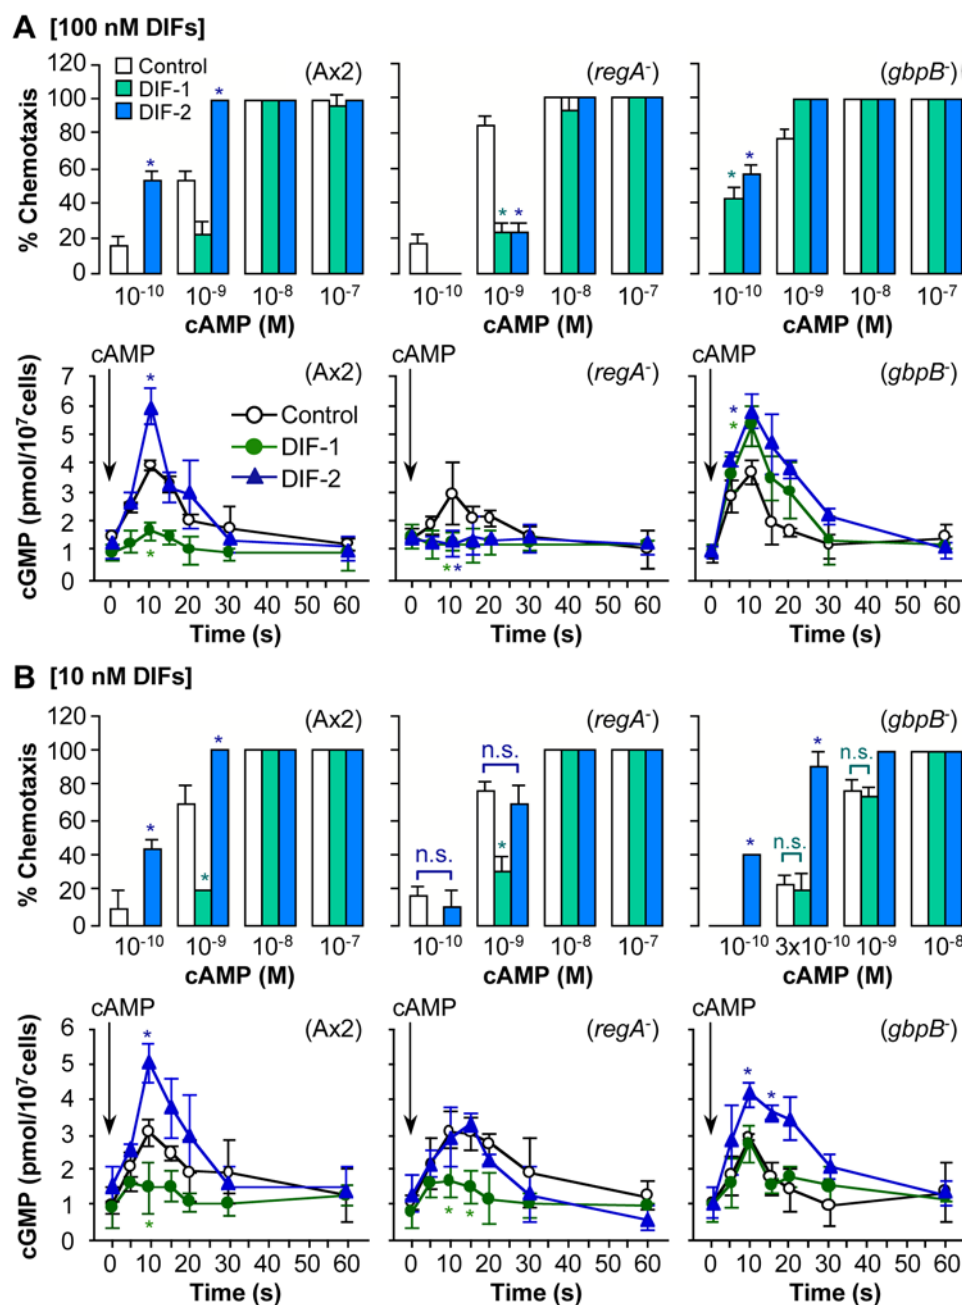 A [100 nM DIFs]
% Chemotaxis
120
100
80
60
40
20
0
Control
DIF-1
DIF-2
(Ax2)
*
*
10⁻¹⁰ 10⁻⁹ 10⁻⁸ 10⁻⁷
cAMP (M)
(regA⁻)
* *
10⁻¹⁰ 10⁻⁹ 10⁻⁸ 10⁻⁷
cAMP (M)
(gbpB⁻)
* *
10⁻¹⁰ 10⁻⁹ 10⁻⁸ 10⁻⁷
cAMP (M)
cGMP (pmol/10⁷cells)
7
6
5
4
3
2
1
0
cAMP
(Ax2)
*
Control
DIF-1
DIF-2
*
0 10 20 30 40 50 60
Time (s)
cAMP
(regA⁻)
* *
0 10 20 30 40 50 60
Time (s)
cAMP
(gbpB⁻)
*
*
0 10 20 30 40 50 60
Time (s)
B [10 nM DIFs]
% Chemotaxis
120
100
80
60
40
20
0
(Ax2)
*
*
*
10⁻¹⁰ 10⁻⁹ 10⁻⁸ 10⁻⁷
cAMP (M)
(regA⁻)
n.s.
*
n.s.
10⁻¹⁰ 10⁻⁹ 10⁻⁸ 10⁻⁷
cAMP (M)
(gbpB⁻)
*
n.s.
*
n.s.
10⁻¹⁰ 3x10⁻¹⁰ 10⁻⁹ 10⁻⁸
cAMP (M)
cGMP (pmol/10⁷cells)
6
5
4
3
2
1
0
cAMP
(Ax2)
*
*
0 10 20 30 40 50 60
Time (s)
cAMP
(regA⁻)
* *
0 10 20 30 40 50 60
Time (s)
cAMP
(gbpB⁻)
* *
0 10 20 30 40 50 60
Time (s)